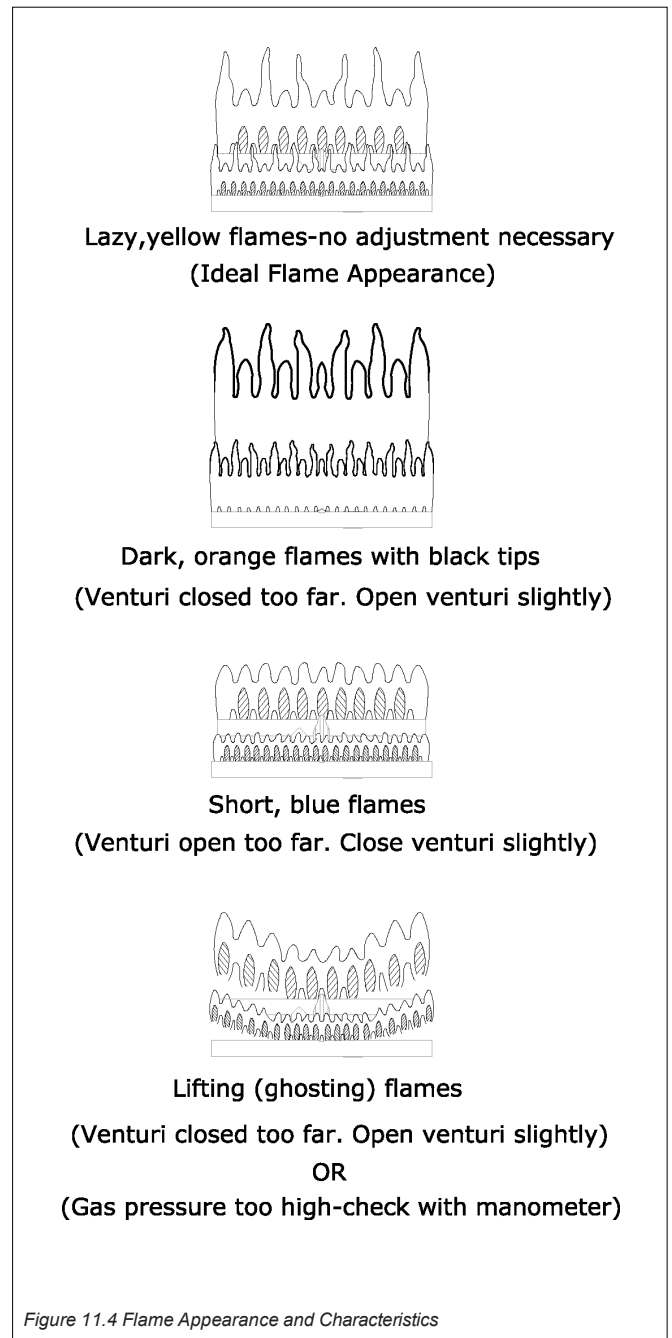 Lazy,yellow flames-no adjustment necessary
(Ideal Flame Appearance)
Dark, orange flames with black tips
(Venturi closed too far. Open venturi slightly)
Short, blue flames
(Venturi open too far. Close venturi slightly)
Lifting (ghosting) flames
(Venturi closed too far. Open venturi slightly)
OR
(Gas pressure too high-check with manometer)
Figure 11.4 Flame Appearance and Characteristics